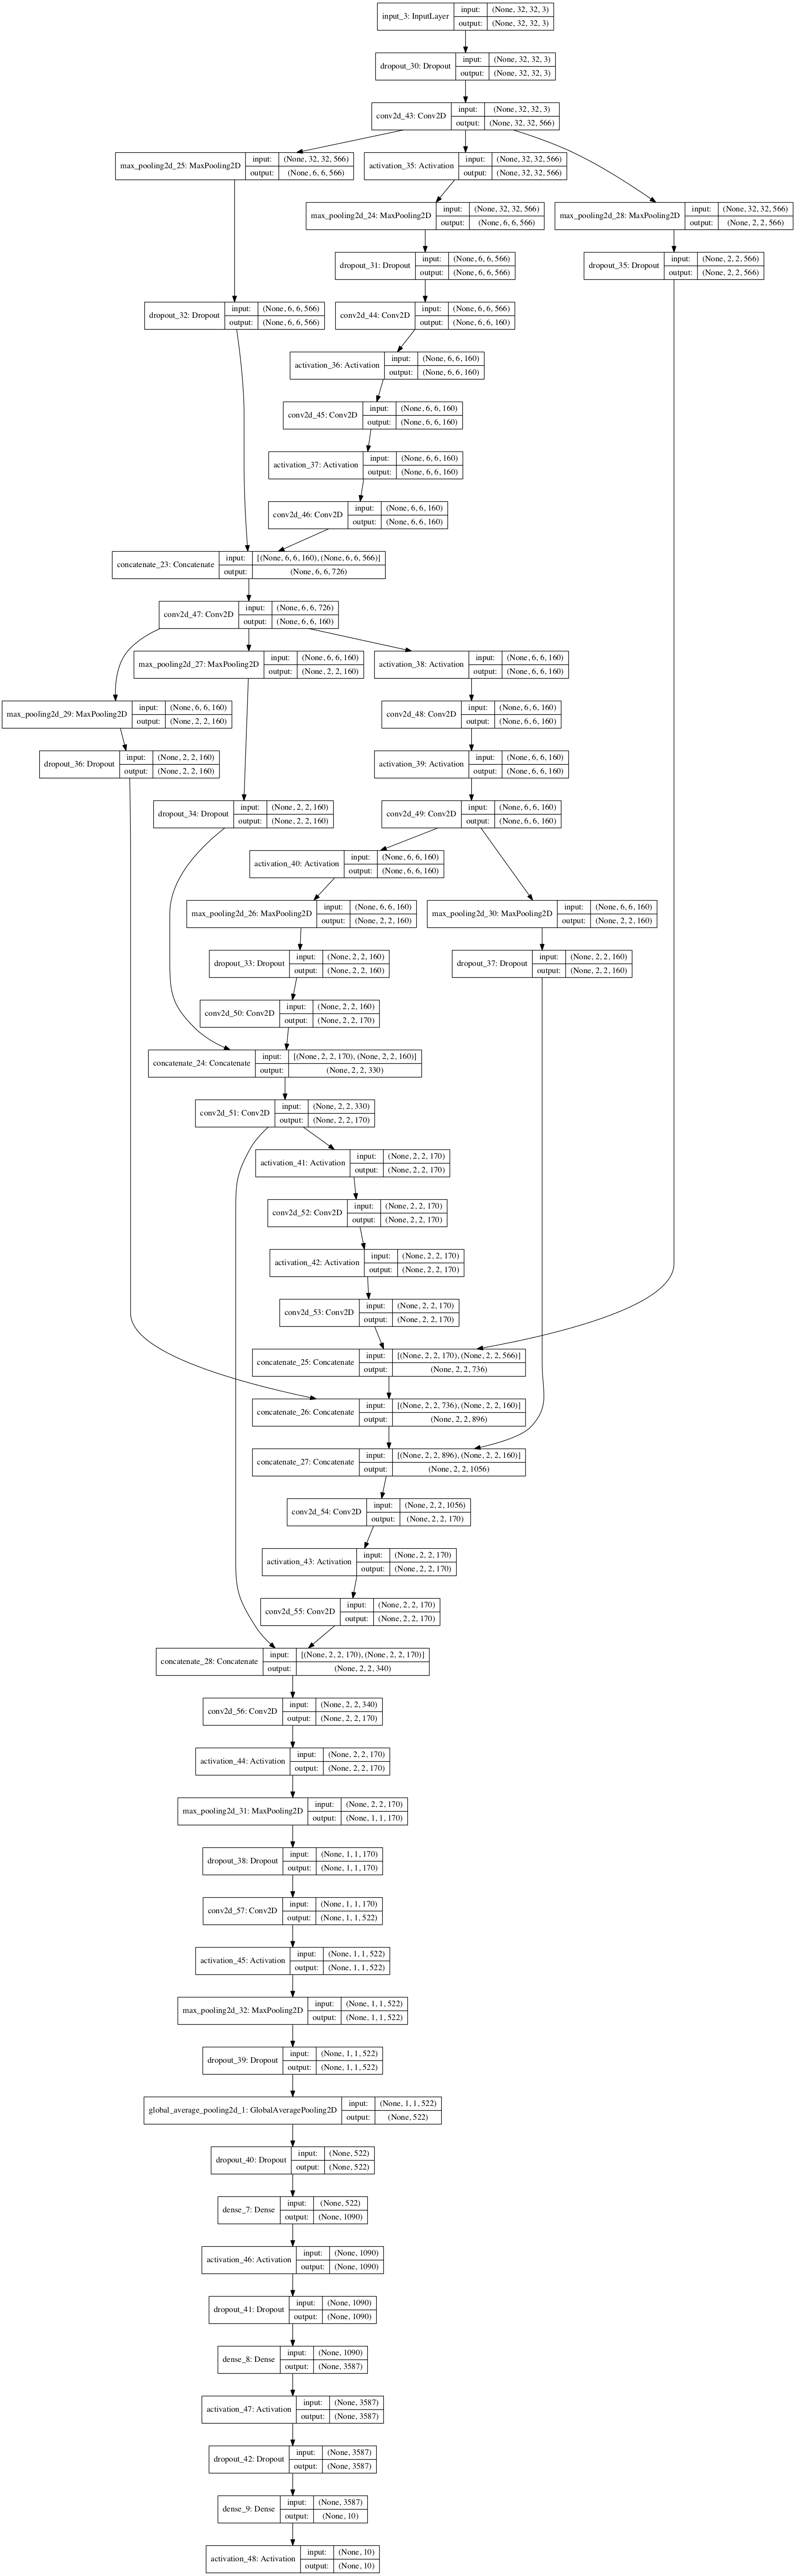 input_3: InputLayer input: (None, 32, 32, 3)
output: (None, 32, 32, 3)
dropout_30: Dropout input: (None, 32, 32, 3)
output: (None, 32, 32, 3)
conv2d_43: Conv2D input: (None, 32, 32, 3)
output: (None, 32, 32, 566)
max_pooling2d_25: MaxPooling2D input: (None, 32, 32, 566)
output: (None, 6, 6, 566)
activation_35: Activation input: (None, 32, 32, 566)
output: (None, 32, 32, 566)
max_pooling2d_24: MaxPooling2D input: (None, 32, 32, 566)
output: (None, 6, 6, 566)
max_pooling2d_28: MaxPooling2D input: (None, 32, 32, 566)
output: (None, 2, 2, 566)
dropout_31: Dropout input: (None, 6, 6, 566)
output: (None, 6, 6, 566)
dropout_35: Dropout input: (None, 2, 2, 566)
output: (None, 2, 2, 566)
dropout_32: Dropout input: (None, 6, 6, 566)
output: (None, 6, 6, 566)
conv2d_44: Conv2D input: (None, 6, 6, 566)
output: (None, 6, 6, 160)
activation_36: Activation input: (None, 6, 6, 160)
output: (None, 6, 6, 160)
conv2d_45: Conv2D input: (None, 6, 6, 160)
output: (None, 6, 6, 160)
activation_37: Activation input: (None, 6, 6, 160)
output: (None, 6, 6, 160)
conv2d_46: Conv2D input: (None, 6, 6, 160)
output: (None, 6, 6, 160)
concatenate_23: Concatenate input: [(None, 6, 6, 160), (None, 6, 6, 566)]
output: (None, 6, 6, 726)
conv2d_47: Conv2D input: (None, 6, 6, 726)
output: (None, 6, 6, 160)
max_pooling2d_27: MaxPooling2D input: (None, 6, 6, 160)
output: (None, 2, 2, 160)
activation_38: Activation input: (None, 6, 6, 160)
output: (None, 6, 6, 160)
max_pooling2d_29: MaxPooling2D input: (None, 6, 6, 160)
output: (None, 2, 2, 160)
conv2d_48: Conv2D input: (None, 6, 6, 160)
output: (None, 6, 6, 160)
dropout_36: Dropout input: (None, 2, 2, 160)
output: (None, 2, 2, 160)
activation_39: Activation input: (None, 6, 6, 160)
output: (None, 6, 6, 160)
dropout_34: Dropout input: (None, 2, 2, 160)
output: (None, 2, 2, 160)
conv2d_49: Conv2D input: (None, 6, 6, 160)
output: (None, 6, 6, 160)
activation_40: Activation input: (None, 6, 6, 160)
output: (None, 6, 6, 160)
max_pooling2d_26: MaxPooling2D input: (None, 6, 6, 160)
output: (None, 2, 2, 160)
max_pooling2d_30: MaxPooling2D input: (None, 6, 6, 160)
output: (None, 2, 2, 160)
dropout_33: Dropout input: (None, 2, 2, 160)
output: (None, 2, 2, 160)
dropout_37: Dropout input: (None, 2, 2, 160)
output: (None, 2, 2, 160)
conv2d_50: Conv2D input: (None, 2, 2, 160)
output: (None, 2, 2, 170)
concatenate_24: Concatenate input: [(None, 2, 2, 170), (None, 2, 2, 160)]
output: (None, 2, 2, 330)
conv2d_51: Conv2D input: (None, 2, 2, 330)
output: (None, 2, 2, 170)
activation_41: Activation input: (None, 2, 2, 170)
output: (None, 2, 2, 170)
conv2d_52: Conv2D input: (None, 2, 2, 170)
output: (None, 2, 2, 170)
activation_42: Activation input: (None, 2, 2, 170)
output: (None, 2, 2, 170)
conv2d_53: Conv2D input: (None, 2, 2, 170)
output: (None, 2, 2, 170)
concatenate_25: Concatenate input: [(None, 2, 2, 170), (None, 2, 2, 566)]
output: (None, 2, 2, 736)
concatenate_26: Concatenate input: [(None, 2, 2, 736), (None, 2, 2, 160)]
output: (None, 2, 2, 896)
concatenate_27: Concatenate input: [(None, 2, 2, 896), (None, 2, 2, 160)]
output: (None, 2, 2, 1056)
conv2d_54: Conv2D input: (None, 2, 2, 1056)
output: (None, 2, 2, 170)
activation_43: Activation input: (None, 2, 2, 170)
output: (None, 2, 2, 170)
conv2d_55: Conv2D input: (None, 2, 2, 170)
output: (None, 2, 2, 170)
concatenate_28: Concatenate input: [(None, 2, 2, 170), (None, 2, 2, 170)]
output: (None, 2, 2, 340)
conv2d_56: Conv2D input: (None, 2, 2, 340)
output: (None, 2, 2, 170)
activation_44: Activation input: (None, 2, 2, 170)
output: (None, 2, 2, 170)
max_pooling2d_31: MaxPooling2D input: (None, 2, 2, 170)
output: (None, 1, 1, 170)
dropout_38: Dropout input: (None, 1, 1, 170)
output: (None, 1, 1, 170)
conv2d_57: Conv2D input: (None, 1, 1, 170)
output: (None, 1, 1, 522)
activation_45: Activation input: (None, 1, 1, 522)
output: (None, 1, 1, 522)
max_pooling2d_32: MaxPooling2D input: (None, 1, 1, 522)
output: (None, 1, 1, 522)
dropout_39: Dropout input: (None, 1, 1, 522)
output: (None, 1, 1, 522)
global_average_pooling2d_1: GlobalAveragePooling2D input: (None, 1, 1, 522)
output: (None, 522)
dropout_40: Dropout input: (None, 522)
output: (None, 522)
dense_7: Dense input: (None, 522)
output: (None, 1090)
activation_46: Activation input: (None, 1090)
output: (None, 1090)
dropout_41: Dropout input: (None, 1090)
output: (None, 1090)
dense_8: Dense input: (None, 1090)
output: (None, 3587)
activation_47: Activation input: (None, 3587)
output: (None, 3587)
dropout_42: Dropout input: (None, 3587)
output: (None, 3587)
dense_9: Dense input: (None, 3587)
output: (None, 10)
activation_48: Activation input: (None, 10)
output: (None, 10)